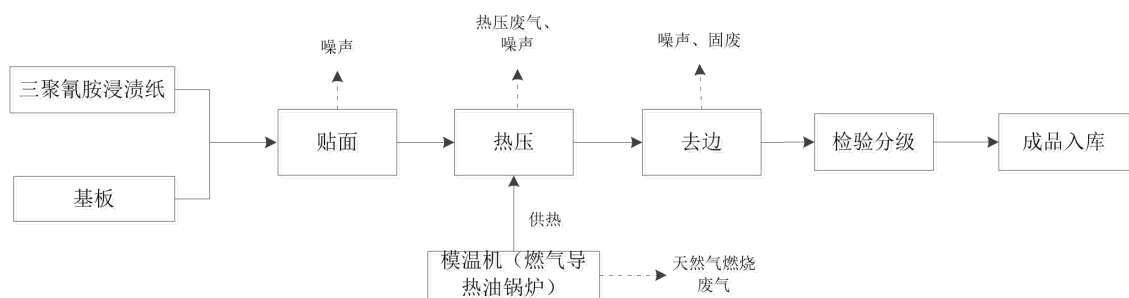 噪声
热压废气、
噪声
噪声、固废
三聚氰胺浸渍纸
基板
贴面
热压
去边
检验分级
成品入库
供热
模温机（燃气导
热油锅炉）
天然气燃烧
废气